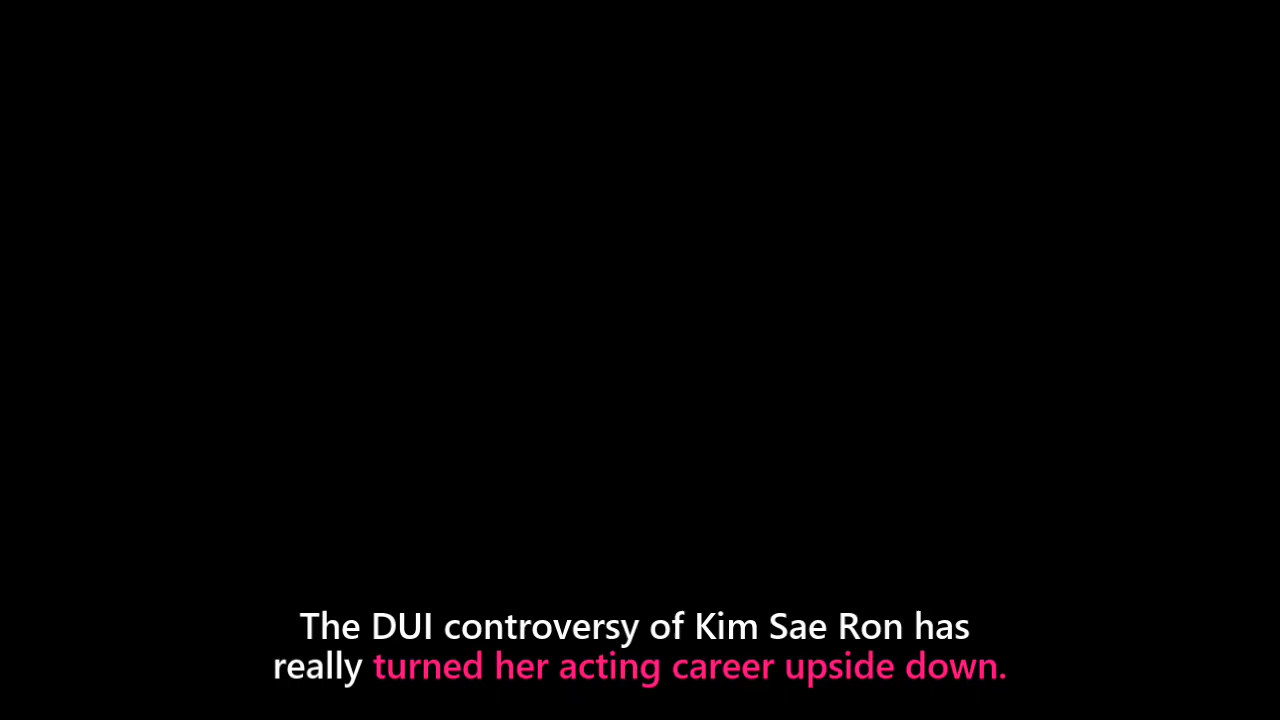 The DUI controversy of Kim Sae Ron has
really turned her acting career upside down.